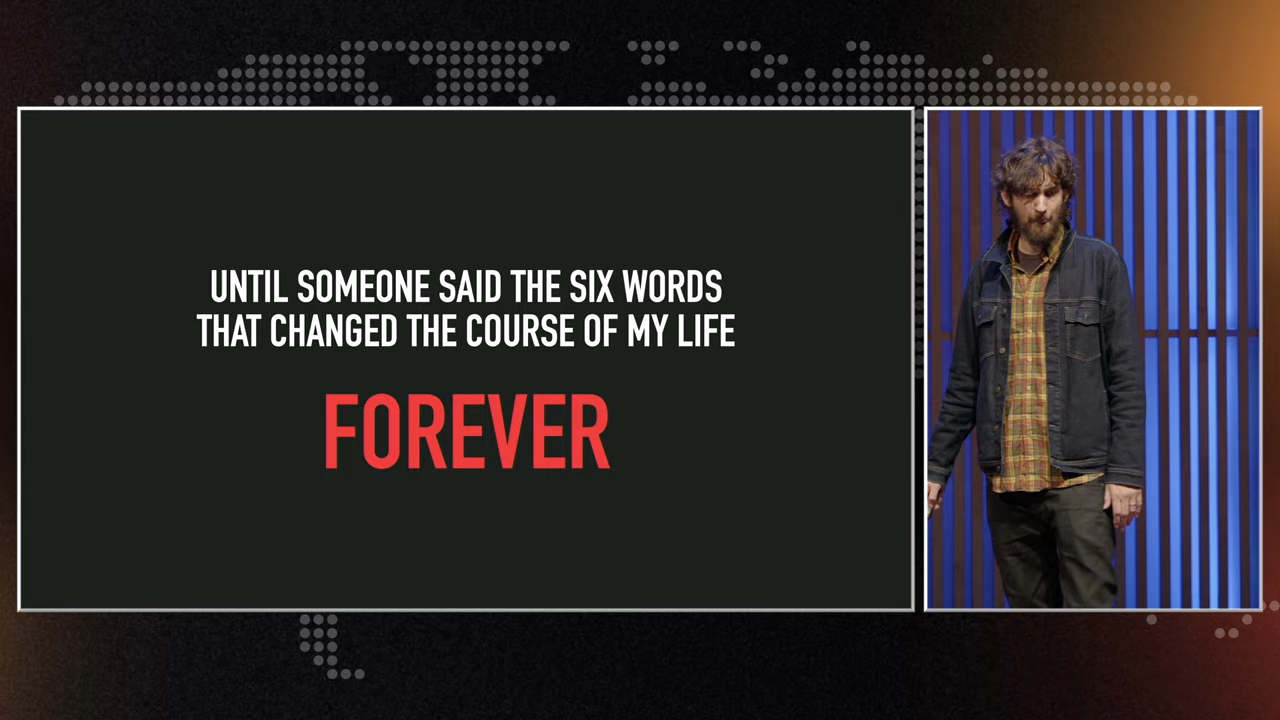 UNTIL SOMEONE SAID THE SIX WORDS
THAT CHANGED THE COURSE OF MY LIFE
FOREVER